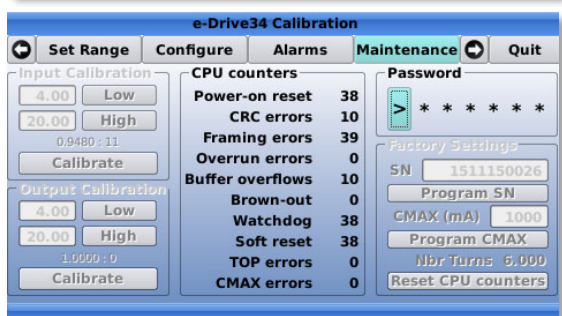 e-Drive34 Calibration
Set Range Configure Alarms Maintenance Quit
Input Calibration
4.00 Low
20.00 High
0.9480 : 11
Calibrate
Output Calibration
4.00 Low
20.00 High
1.0000 : 0
Calibrate
CPU counters
Power-on reset 38
CRC errors 10
Framing erors 39
Overrun errors 0
Buffer overflows 10
Brown-out 0
Watchdog 38
Soft reset 38
TOP errors 0
CMAX errors 0
Password
> * * * * * *
Factory Settings
SN 1511150026
Program SN
CMAX (mA) 1000
Program CMAX
Nbr Turns 6.000
Reset CPU counters